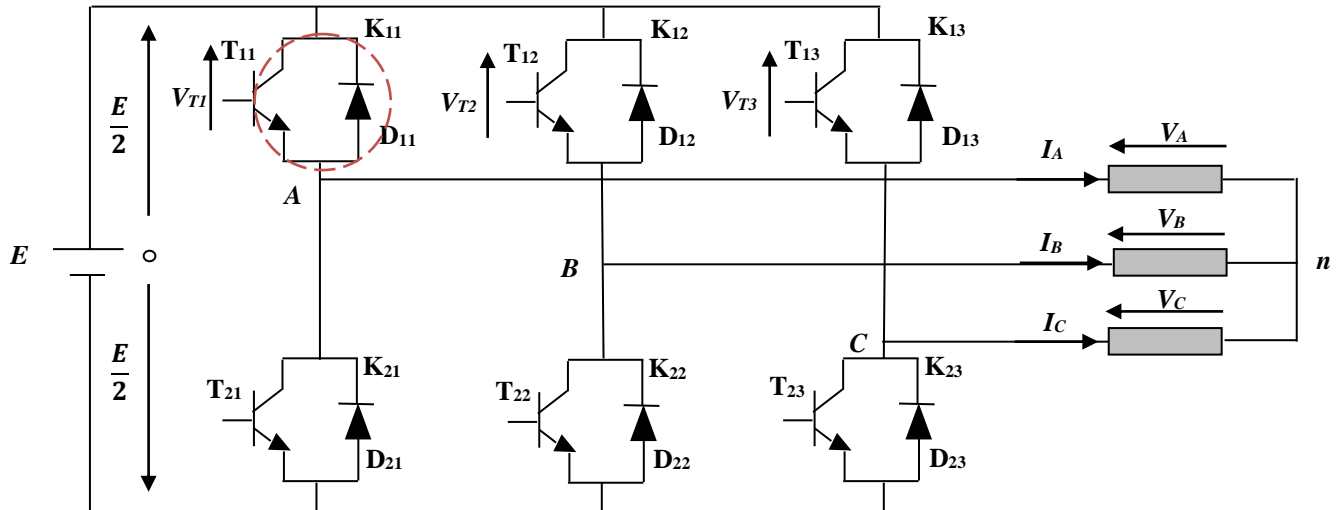 K11
K12
K13
T11
T12
T13
VT1
VT2
VT3
E/2
D11
D12
D13
IA
VA
A
IB
VB
B
E
n
IC
VC
C
E/2
K21
K22
K23
T21
T22
T23
D21
D22
D23